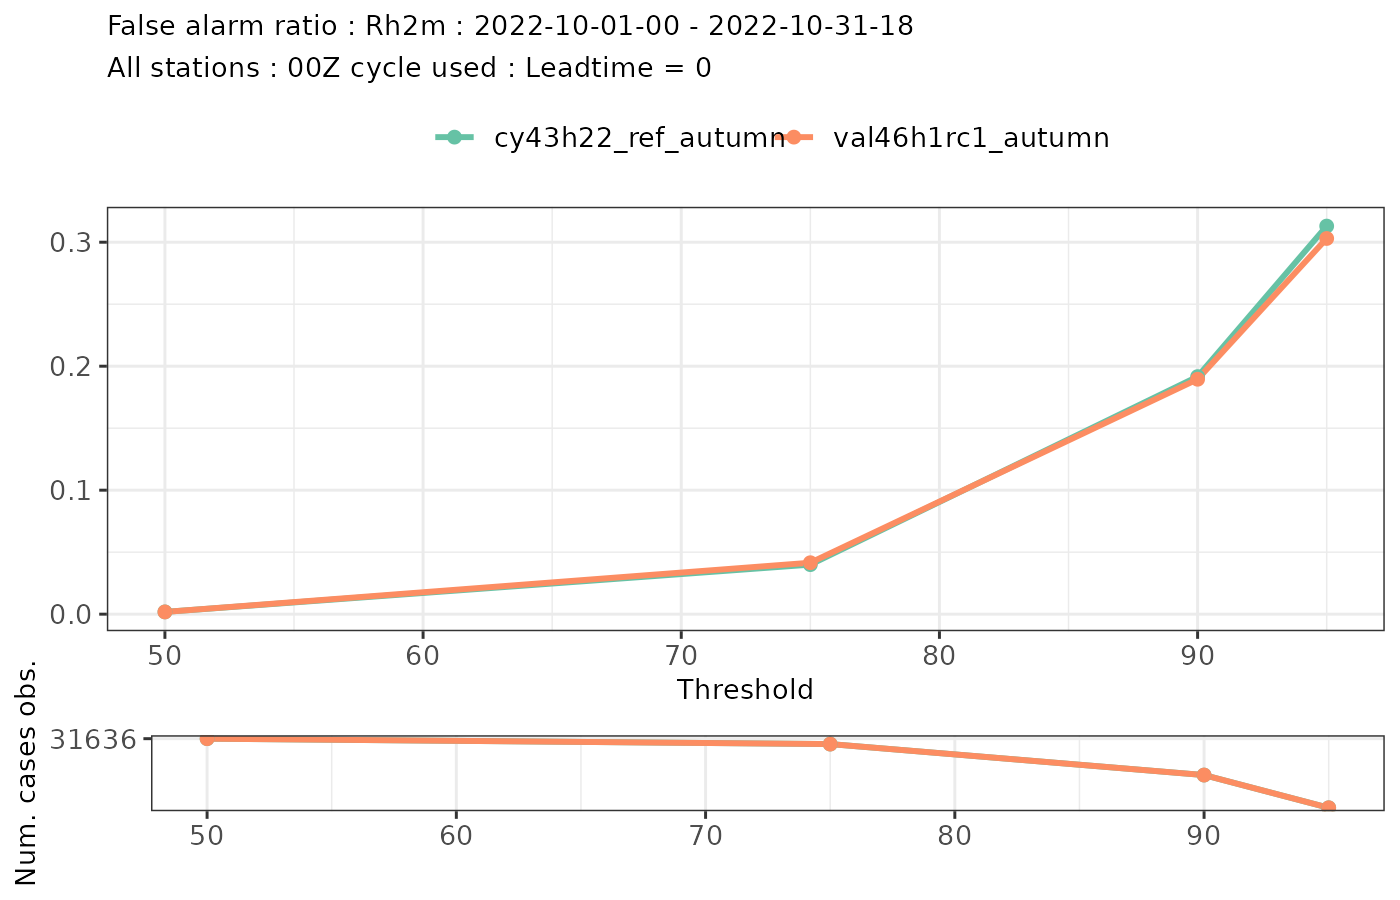 False alarm ratio : Rh2m : 2022-10-01-00 - 2022-10-31-18
All stations : 00Z cycle used : Leadtime = 0
cy43h22_ref_autumn val46h1rc1_autumn
0.3
0.2
0.1
0.0
50 60 70 80 90
Threshold
Num. cases obs.
31636
50 60 70 80 90